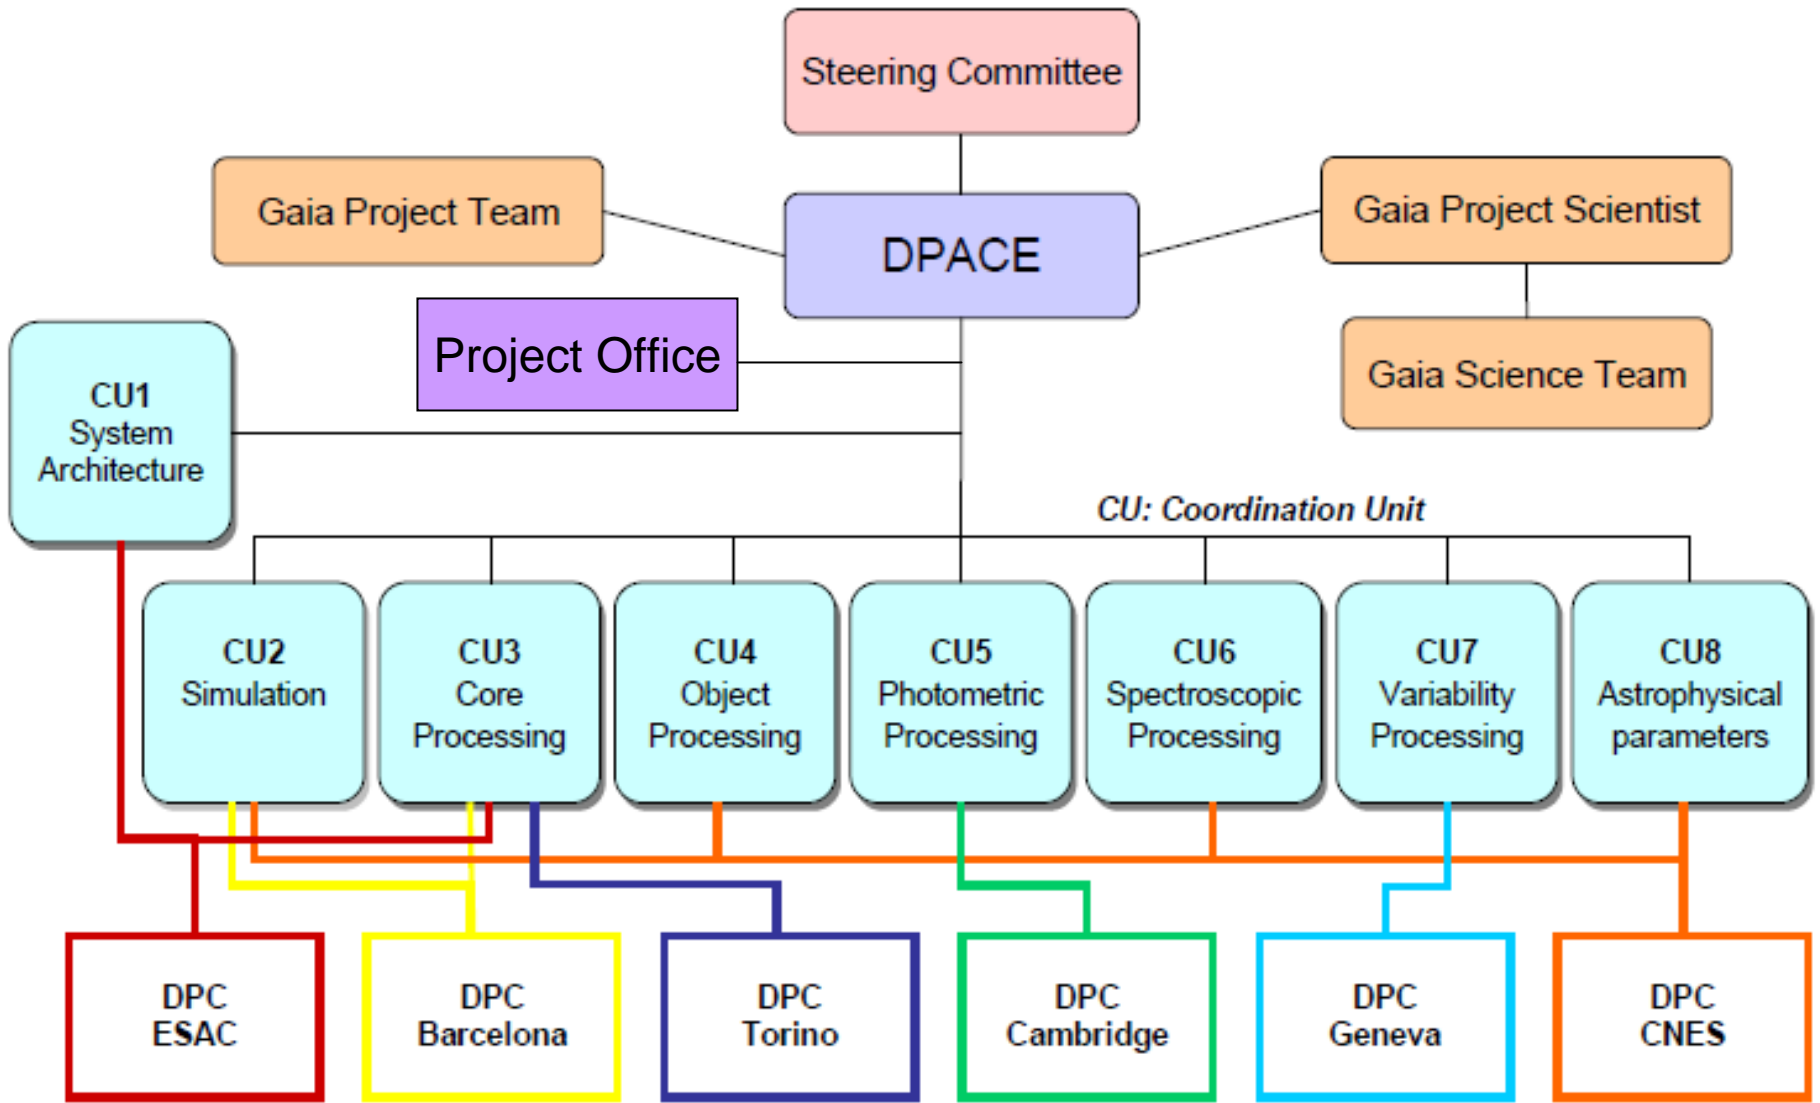 Steering Committee
Gaia Project Team
DPACE
Gaia Project Scientist
Project Office
Gaia Science Team
CU1
System
Architecture
CU: Coordination Unit
CU2
Simulation
CU3
Core
Processing
CU4
Object
Processing
CU5
Photometric
Processing
CU6
Spectroscopic
Processing
CU7
Variability
Processing
CU8
Astrophysical
parameters
DPC
ESAC
DPC
Barcelona
DPC
Torino
DPC
Cambridge
DPC
Geneva
DPC
CNES